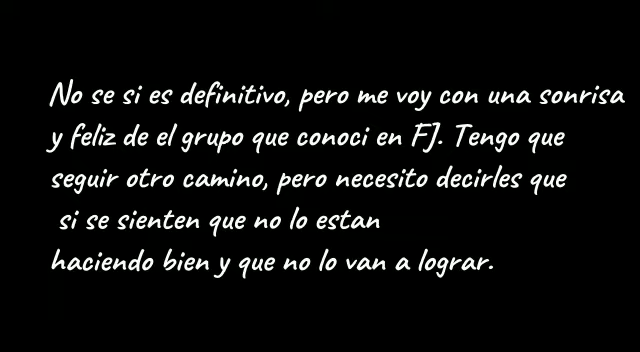 No se si es definitivo, pero me voy con una sonrisa
y feliz de el grupo que conoci en FJ. Tengo que
seguir otro camino, pero necesito decirles que
si se sienten que no lo estan
haciendo bien y que no lo van a lograr.